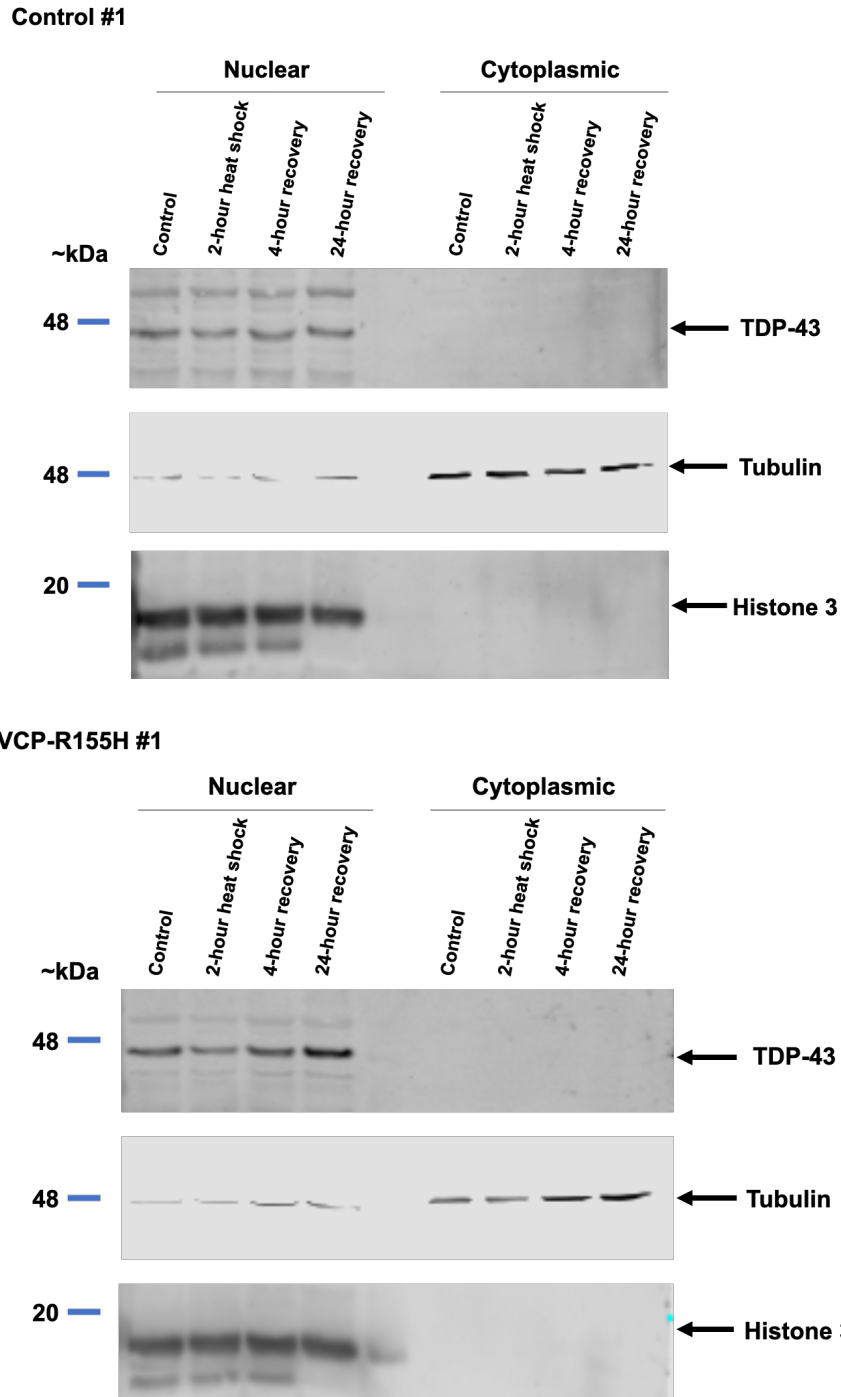 Control #1
Nuclear Cytoplasmic
Control 2-hour heat shock 4-hour recovery 24-hour recovery Control 2-hour heat shock 4-hour recovery 24-hour recovery
~kDa
48 TDP-43
48 Tubulin
20 Histone 3
VCP-R155H #1
Nuclear Cytoplasmic
Control 2-hour heat shock 4-hour recovery 24-hour recovery Control 2-hour heat shock 4-hour recovery 24-hour recovery
~kDa
48 TDP-43
48 Tubulin
20 Histone